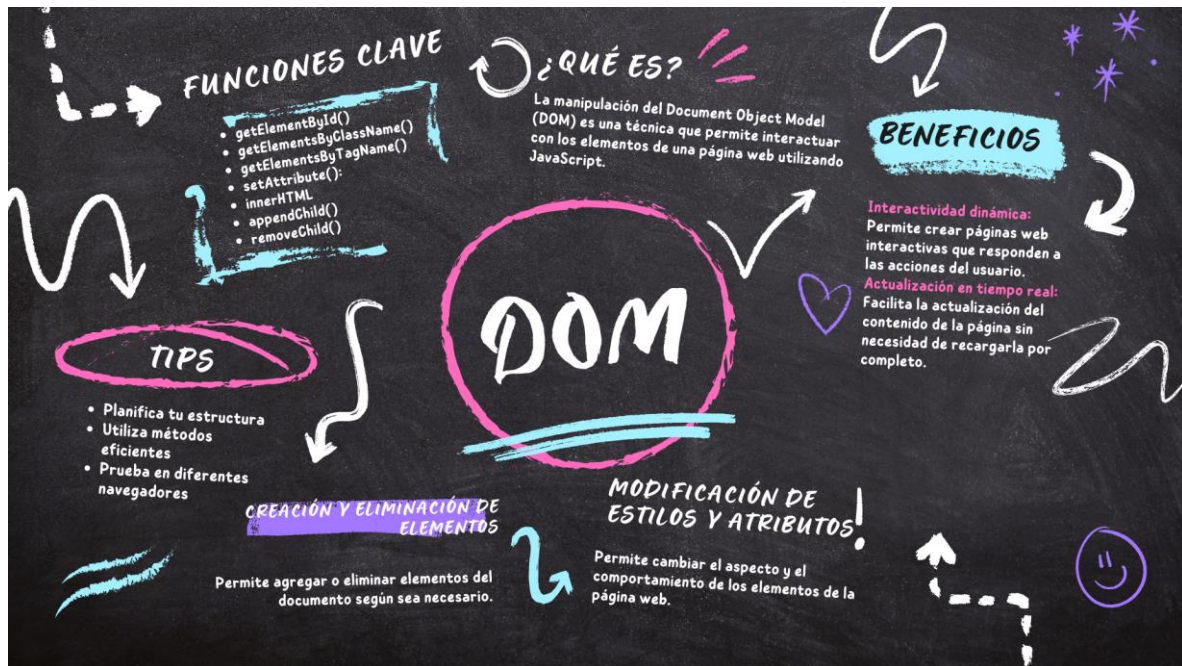 FUNCIONES CLAVE
• getElementById()
• getElementsByClassName()
• getElementsByTagName()
• setAttribute():
• innerHTML
• appendChild()
• removeChild()
¿QUÉ ES?
La manipulación del Document Object Model
(DOM) es una técnica que permite interactuar
con los elementos de una página web utilizando
JavaScript.
BENEFICIOS
Interactividad dinámica:
Permite crear páginas web
interactivas que responden a
las acciones del usuario.
Actualización en tiempo real:
Facilita la actualización del
contenido de la página sin
necesidad de recargarla por
completo.
DOM
TIPS
• Planifica tu estructura
• Utiliza métodos
eficientes
• Prueba en diferentes
navegadores
CREACIÓN Y ELIMINACIÓN DE
ELEMENTOS
Permite agregar o eliminar elementos del
documento según sea necesario.
MODIFICACIÓN DE
ESTILOS Y ATRIBUTOS!
Permite cambiar el aspecto y el
comportamiento de los elementos de la
página web.